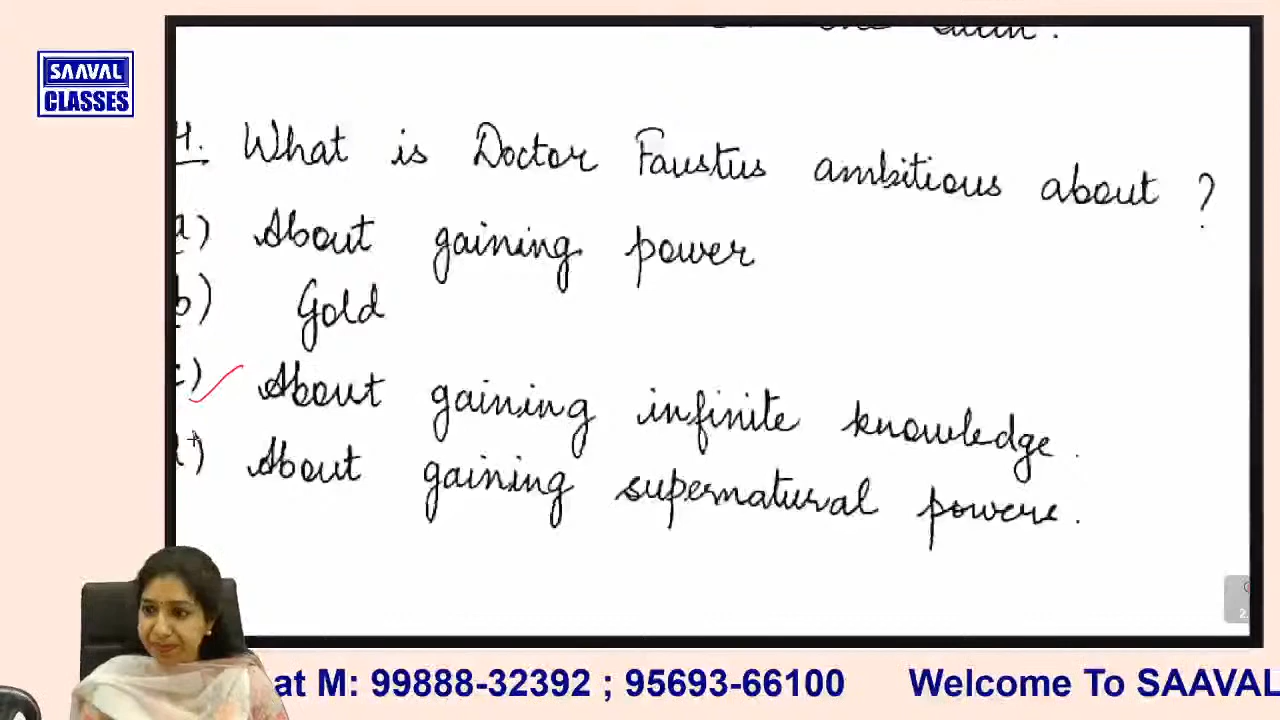 SAAVAL
CLASSES
4. What is Doctor Faustus ambitious about ?
a) About gaining power
b) Gold
c) About gaining infinite knowledge.
d) About gaining supernatural powers.
at M: 99888-32392 ; 95693-66100 Welcome To SAAVAL